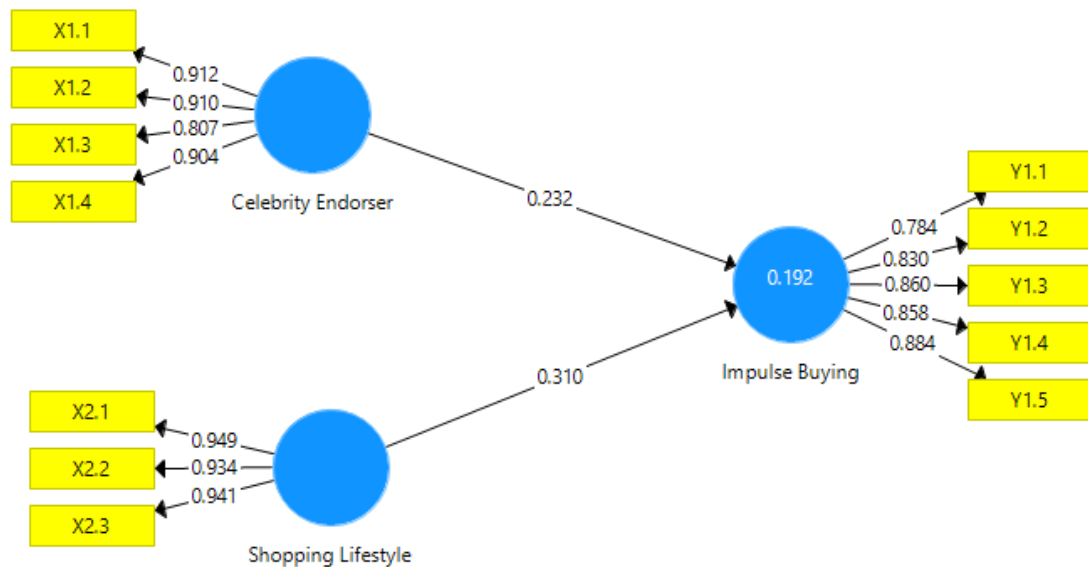 X1.1
X1.2
X1.3
X1.4
0.912
0.910
0.807
0.904
Celebrity Endorser
0.232
X2.1
X2.2
X2.3
0.949
0.934
0.941
Shopping Lifestyle
0.310
0.192
Impulse Buying
0.784
0.830
0.860
0.858
0.884
Y1.1
Y1.2
Y1.3
Y1.4
Y1.5